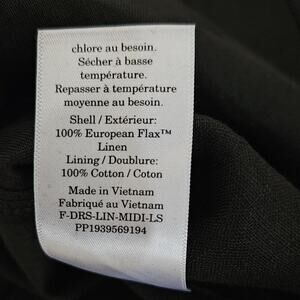 chlore au besoin.
Sécher à basse
température.
Repasser à température
moyenne au besoin.
Shell / Extérieur:
100% European Flax™
Linen
Lining / Doublure:
100% Cotton / Coton
Made in Vietnam
Fabriqué au Vietnam
F-DRS-LIN-MIDI-LS
PP1939569194